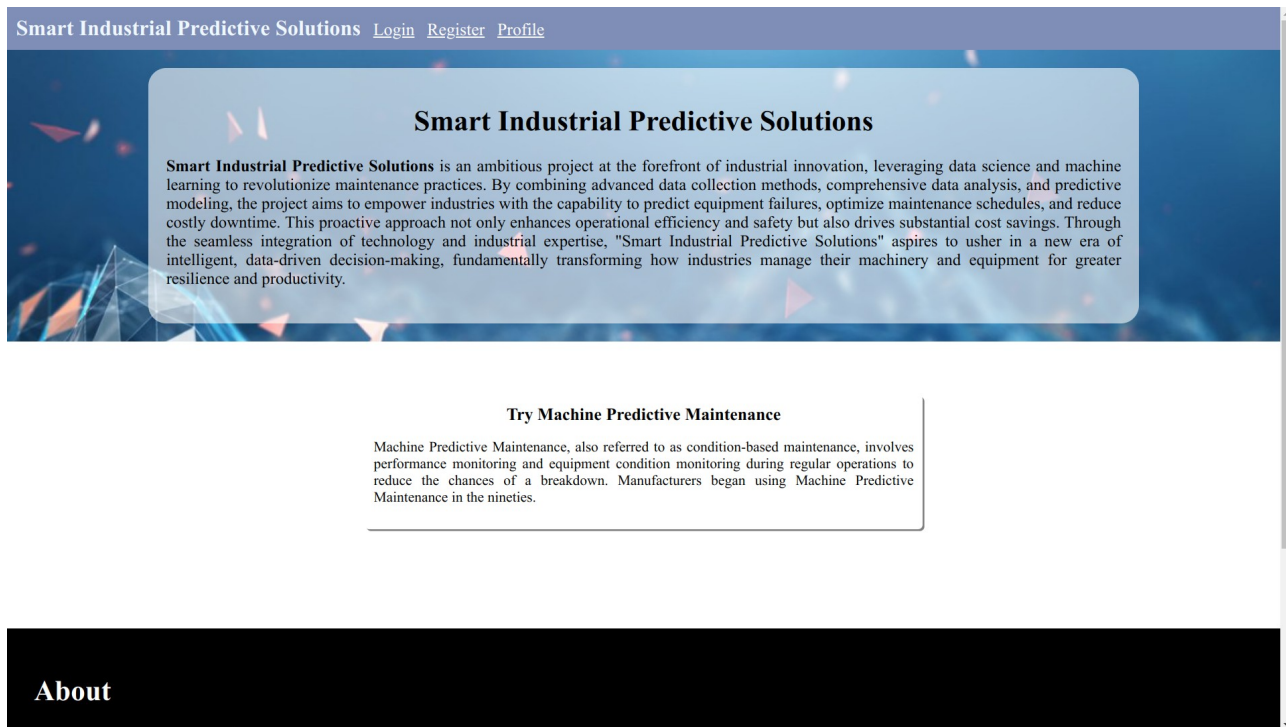 Smart Industrial Predictive Solutions Login Register Profile
Smart Industrial Predictive Solutions
Smart Industrial Predictive Solutions is an ambitious project at the forefront of industrial innovation, leveraging data science and machine
learning to revolutionize maintenance practices. By combining advanced data collection methods, comprehensive data analysis, and predictive
modeling, the project aims to empower industries with the capability to predict equipment failures, optimize maintenance schedules, and reduce
costly downtime. This proactive approach not only enhances operational efficiency and safety but also drives substantial cost savings. Through
the seamless integration of technology and industrial expertise, "Smart Industrial Predictive Solutions" aspires to usher in a new era of
intelligent, data-driven decision-making, fundamentally transforming how industries manage their machinery and equipment for greater
resilience and productivity.
Try Machine Predictive Maintenance
Machine Predictive Maintenance, also referred to as condition-based maintenance, involves
performance monitoring and equipment condition monitoring during regular operations to
reduce the chances of a breakdown. Manufacturers began using Machine Predictive
Maintenance in the nineties.
About